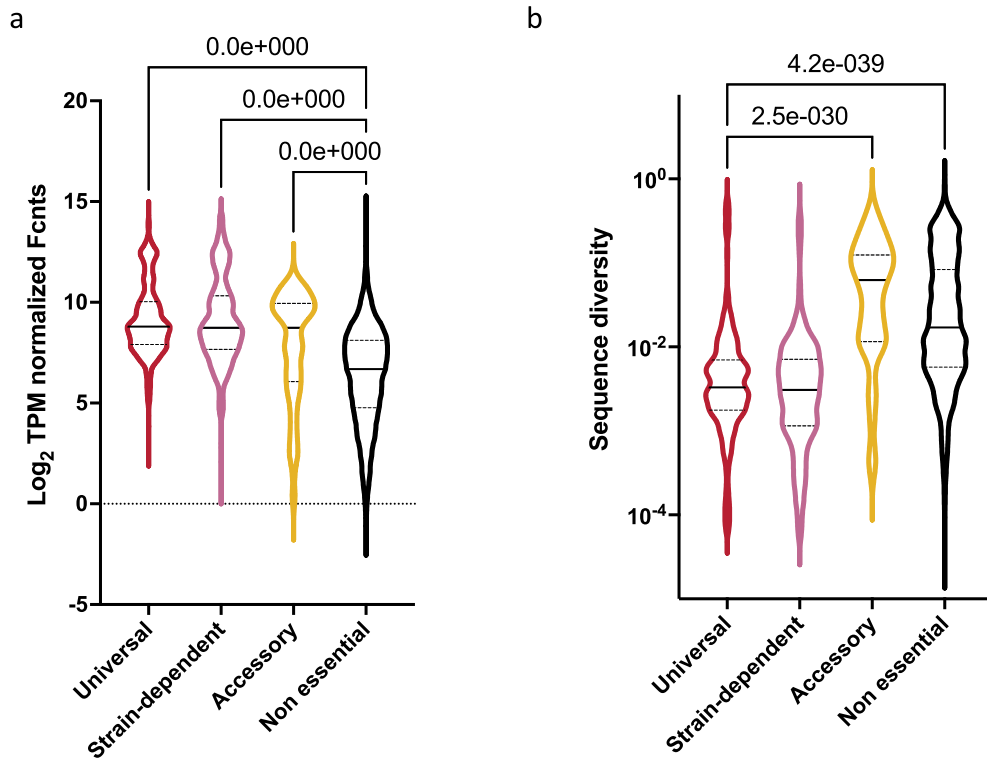 a
0.0e+000
0.0e+000
0.0e+000
20
15
10
5
0
-5
Log2 TPM normalized Fcnts
Universal
Strain-dependent
Accessory
Non essential
b
4.2e-039
2.5e-030
10⁰
10⁻²
10⁻⁴
Sequence diversity
Universal
Strain-dependent
Accessory
Non essential